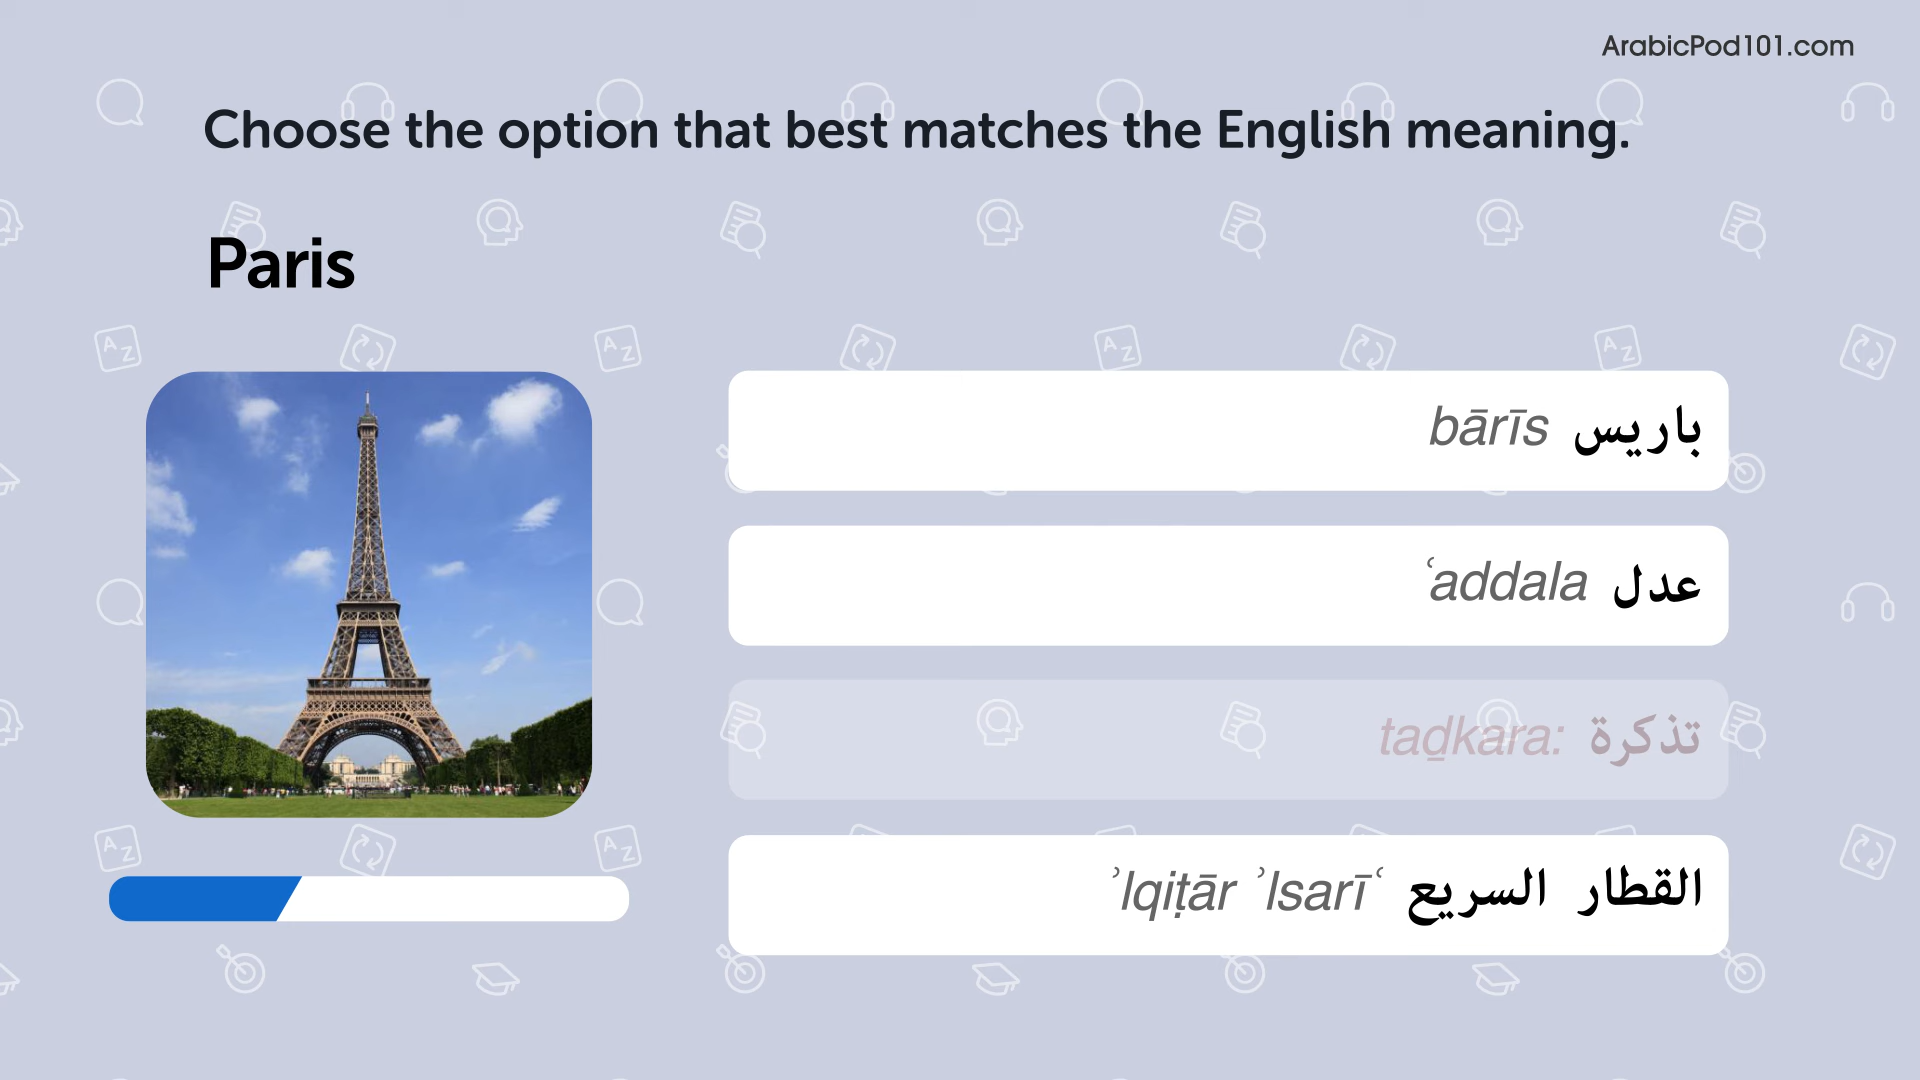 ArabicPod101.com
Choose the option that best matches the English meaning.
Paris
باريس bārīs
عدل ʿaddala
تذكرة taḏkara:
القطار السريع ʾlqiṭār ʾlsarīʿ